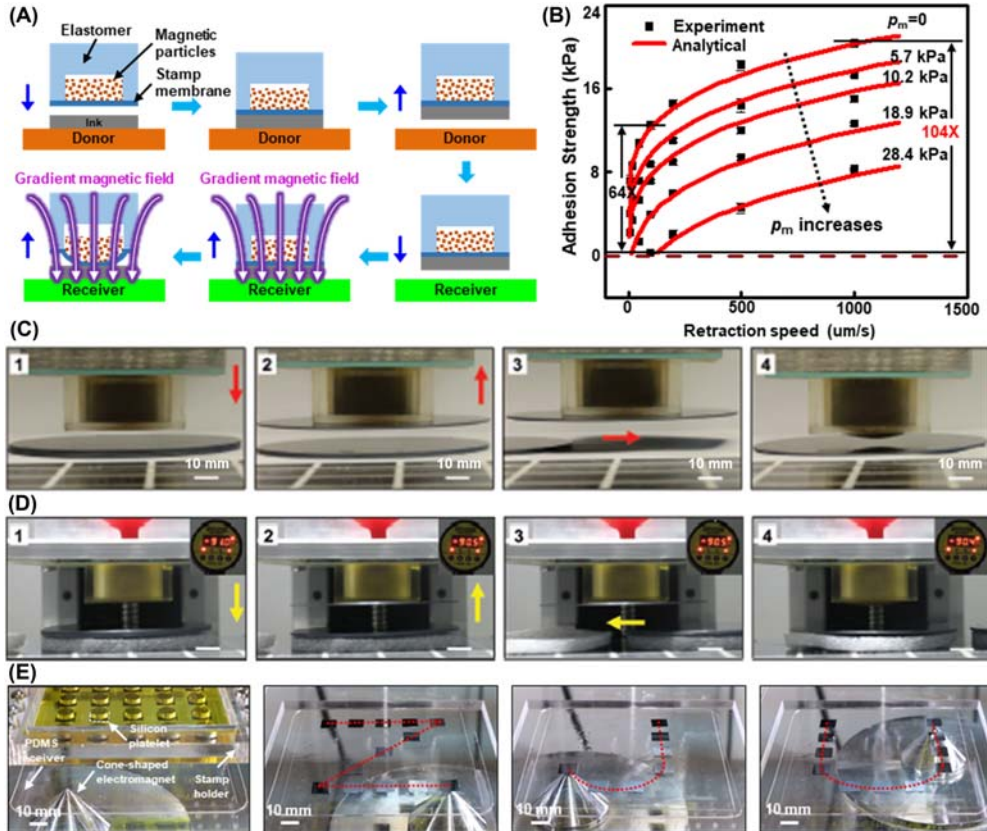 (A)
Elastomer
Magnetic
particles
Stamp
membrane
Ink
Donor
Donor
Donor
Gradient magnetic field
Gradient magnetic field
Receiver
Receiver
Receiver
(B)
Adhesion Strength (kPa)
16
8
0
Experiment
Analytical
pm=0
5.7 kPa
10.2 kPa
18.9 kPa
104X
28.4 kPa
64X
pm increases
0
500
1000
1500
Retraction speed (um/s)
(C)
1
10 mm
2
10 mm
3
10 mm
4
10 mm
(D)
1
2
3
4
(E)
Silicon
platelet
PDMS
receiver
Cone-shaped
electromagnet
Stamp
holder
10 mm
10 mm
10 mm
10 mm